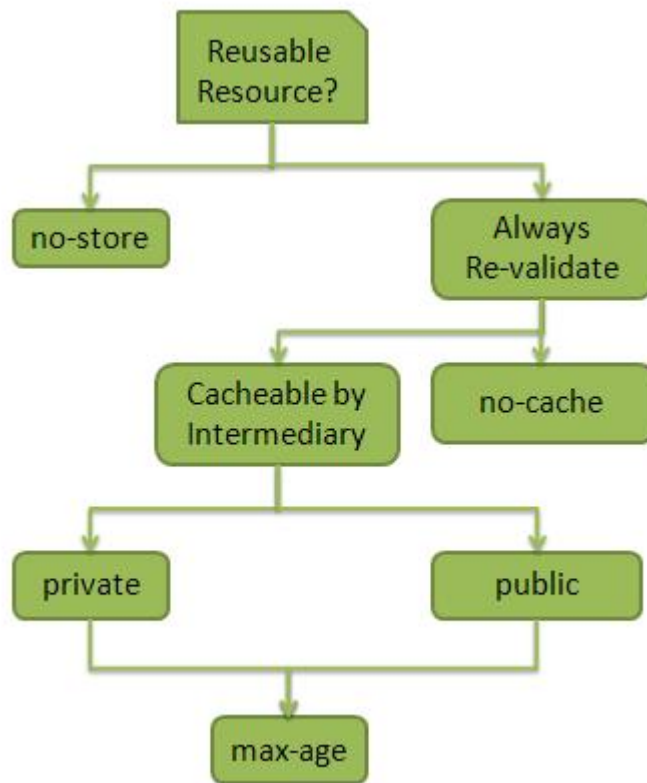 Reusable
Resource?
no-store
Always
Re-validate
Cacheable by
Intermediary
no-cache
private
public
max-age